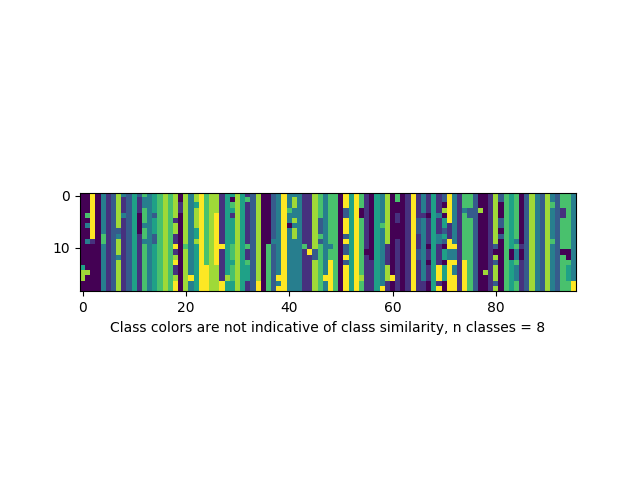 0
10
0 20 40 60 80
Class colors are not indicative of class similarity, n classes = 8